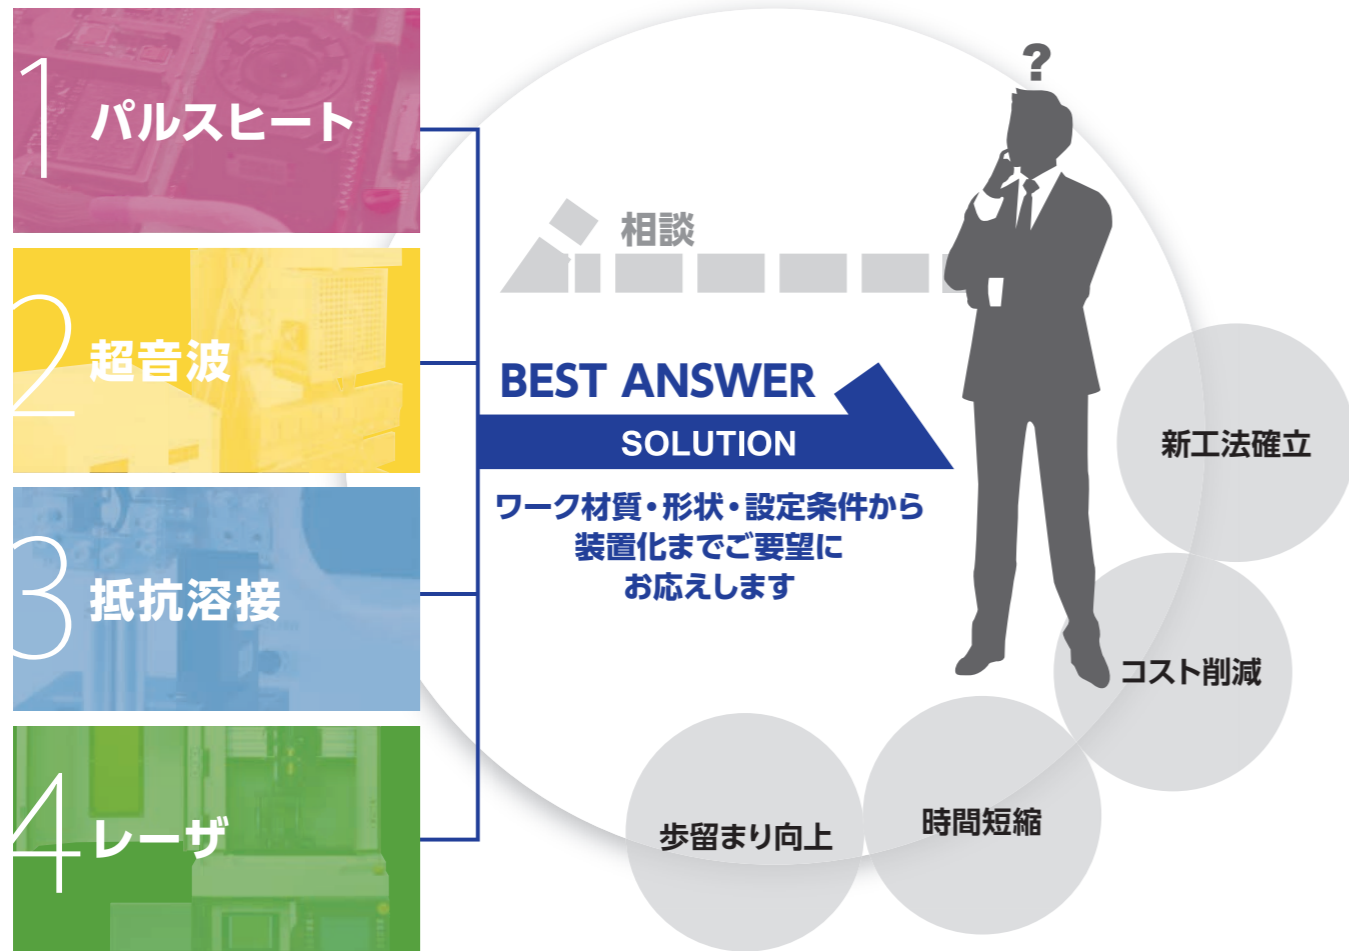 1
パルスヒート
2
超音波
3
抵抗溶接
4
レーザ
?
相談
BEST ANSWER
SOLUTION
ワーク材質・形状・設定条件から
装置化までご要望に
お応えします
新工法確立
コスト削減
時間短縮
歩留まり向上